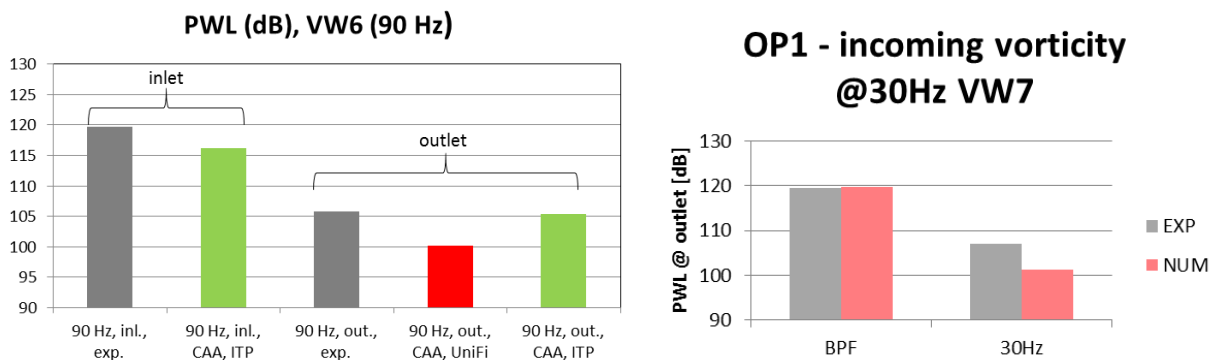 PWL (dB), VW6 (90 Hz)
130
125
120
115
110
105
100
95
90
inlet
outlet
90 Hz, inl.,
exp.
90 Hz, inl.,
CAA, ITP
90 Hz, out.,
exp.
90 Hz, out.,
CAA, UniFi
90 Hz, out.,
CAA, ITP
OP1 - incoming vorticity
@30Hz VW7
PWL @ outlet [dB]
130
120
110
100
90
BPF
30Hz
EXP
NUM